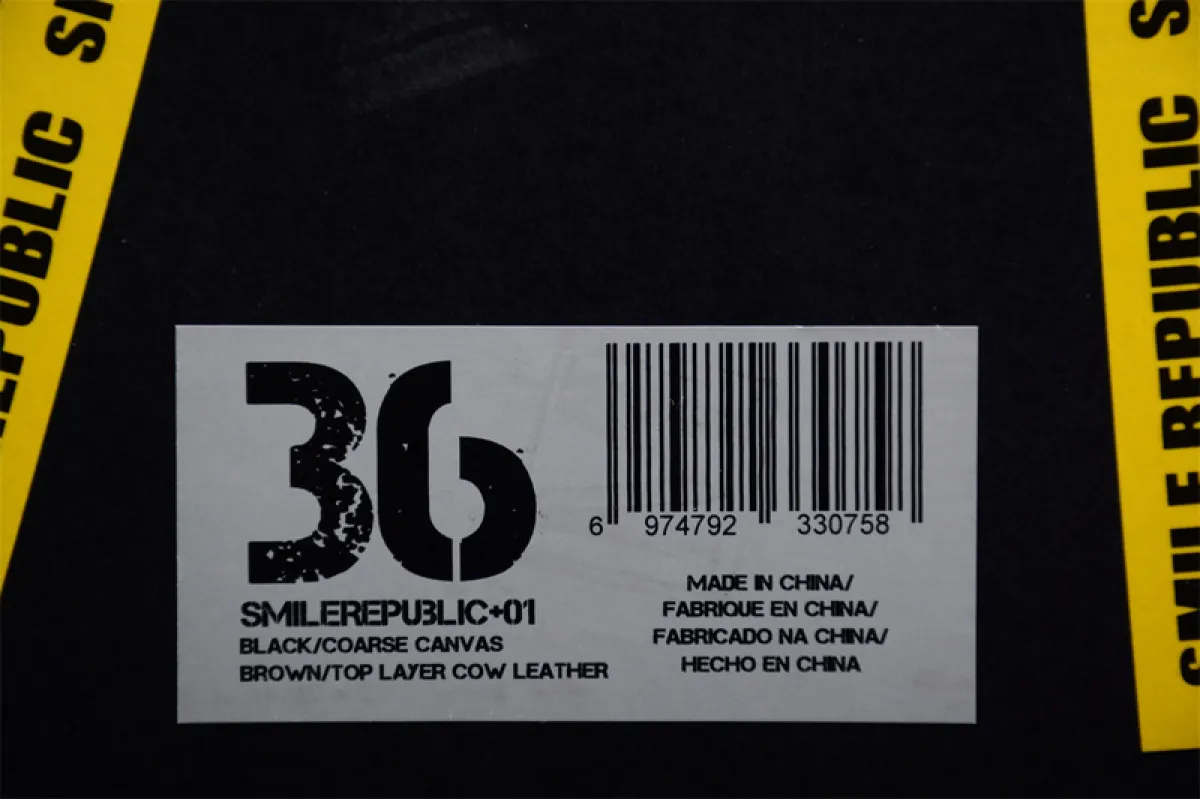 SMILE REPUBLIC
36
6 974792 330758
SMILEREPUBLIC+01
BLACK/COARSE CANVAS
BROWN/TOP LAYER COW LEATHER
MADE IN CHINA/
FABRIQUE EN CHINA/
FABRICADO NA CHINA/
HECHO EN CHINA
REPUBLIC